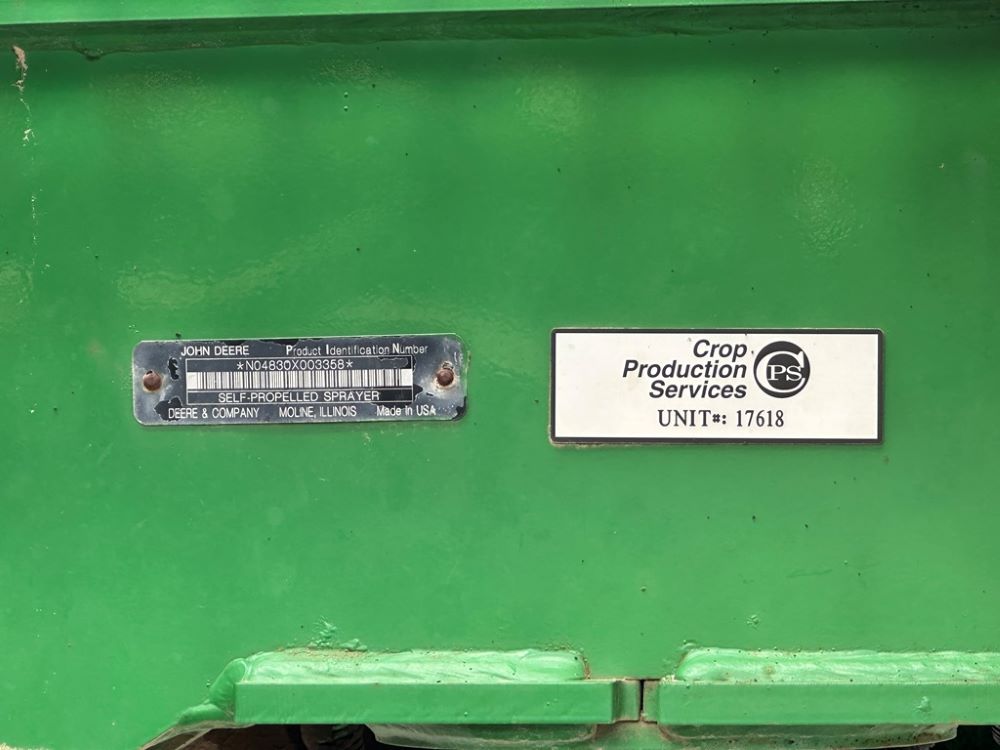 JOHN DEERE Product Identification Number
*N04830X003358*
SELF-PROPELLED SPRAYER
DEERE & COMPANY MOLINE, ILLINOIS Made in USA
Crop
Production
Services
CPS
UNIT#: 17618